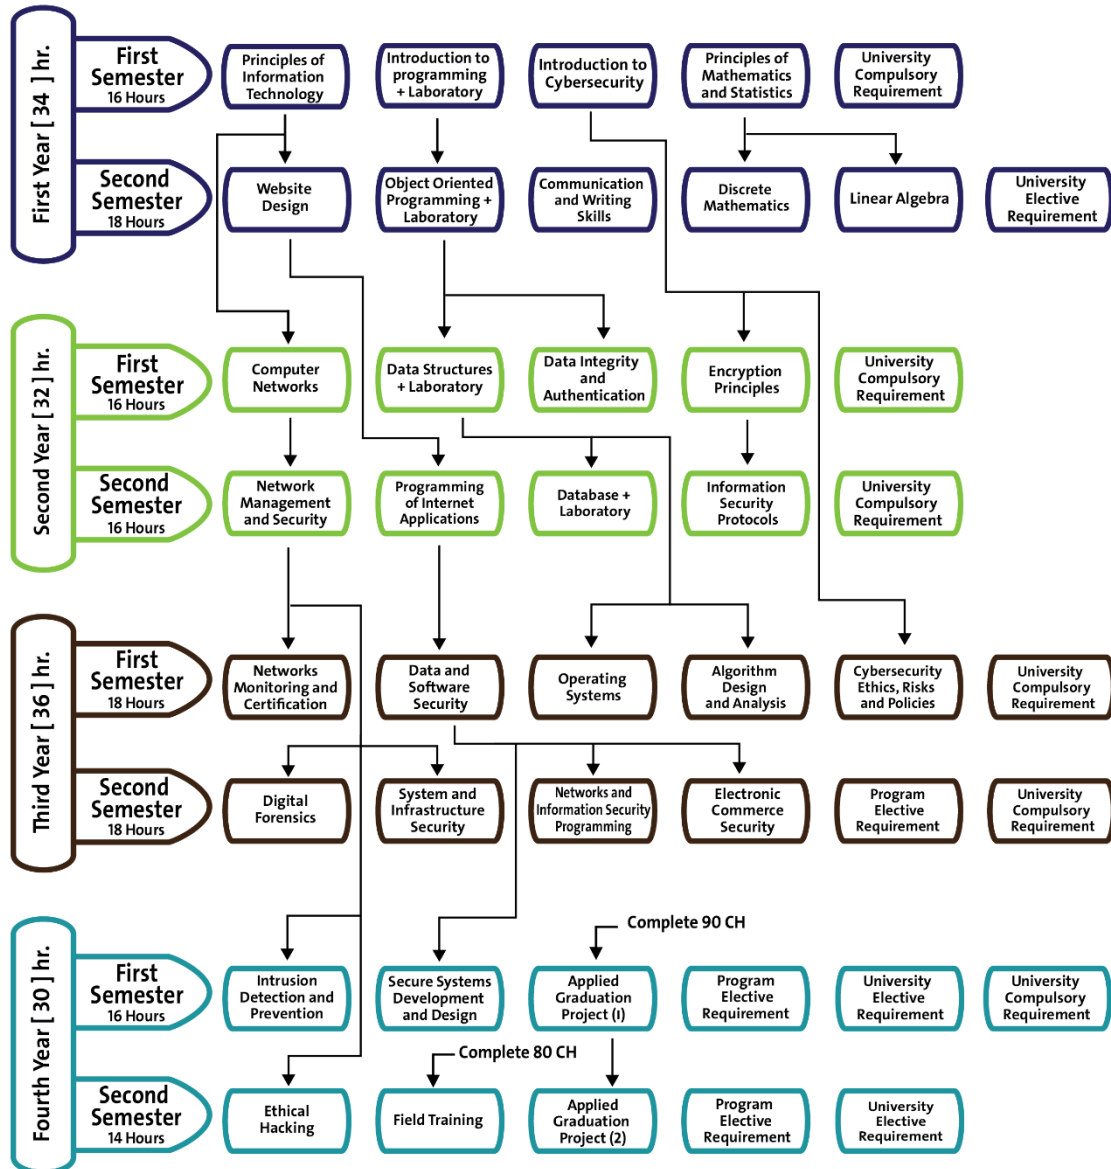 First Year [ 34 ] hr.
First
Semester
16 Hours
Principles of
Information
Technology
Introduction to
programming
+ Laboratory
Introduction to
Cybersecurity
Principles of
Mathematics
and Statistics
University
Compulsory
Requirement
Second
Semester
18 Hours
Website
Design
Object Oriented
Programming +
Laboratory
Communication
and Writing
Skills
Discrete
Mathematics
Linear Algebra
University
Elective
Requirement
Second Year [ 32] hr.
First
Semester
16 Hours
Computer
Networks
Data Structures
+ Laboratory
Data Integrity
and
Authentication
Encryption
Principles
University
Compulsory
Requirement
Second
Semester
16 Hours
Network
Management
and Security
Programming
of Internet
Applications
Database +
Laboratory
Information
Security
Protocols
University
Compulsory
Requirement
Third Year [ 36 ] hr.
First
Semester
18 Hours
Networks
Monitoring and
Certification
Data and
Software
Security
Operating
Systems
Algorithm
Design
and Analysis
Cybersecurity
Ethics, Risks
and Policies
University
Compulsory
Requirement
Second
Semester
18 Hours
Digital
Forensics
System and
Infrastructure
Security
Networks and
Information Security
Programming
Electronic
Commerce
Security
Program
Elective
Requirement
University
Compulsory
Requirement
Fourth Year [ 30 ] hr.
Complete 90 CH
First
Semester
16 Hours
Intrusion
Detection and
Prevention
Secure Systems
Development
and Design
Applied
Graduation
Project (1)
Program
Elective
Requirement
University
Elective
Requirement
University
Compulsory
Requirement
Complete 80 CH
Second
Semester
14 Hours
Ethical
Hacking
Field Training
Applied
Graduation
Project (2)
Program
Elective
Requirement
University
Elective
Requirement